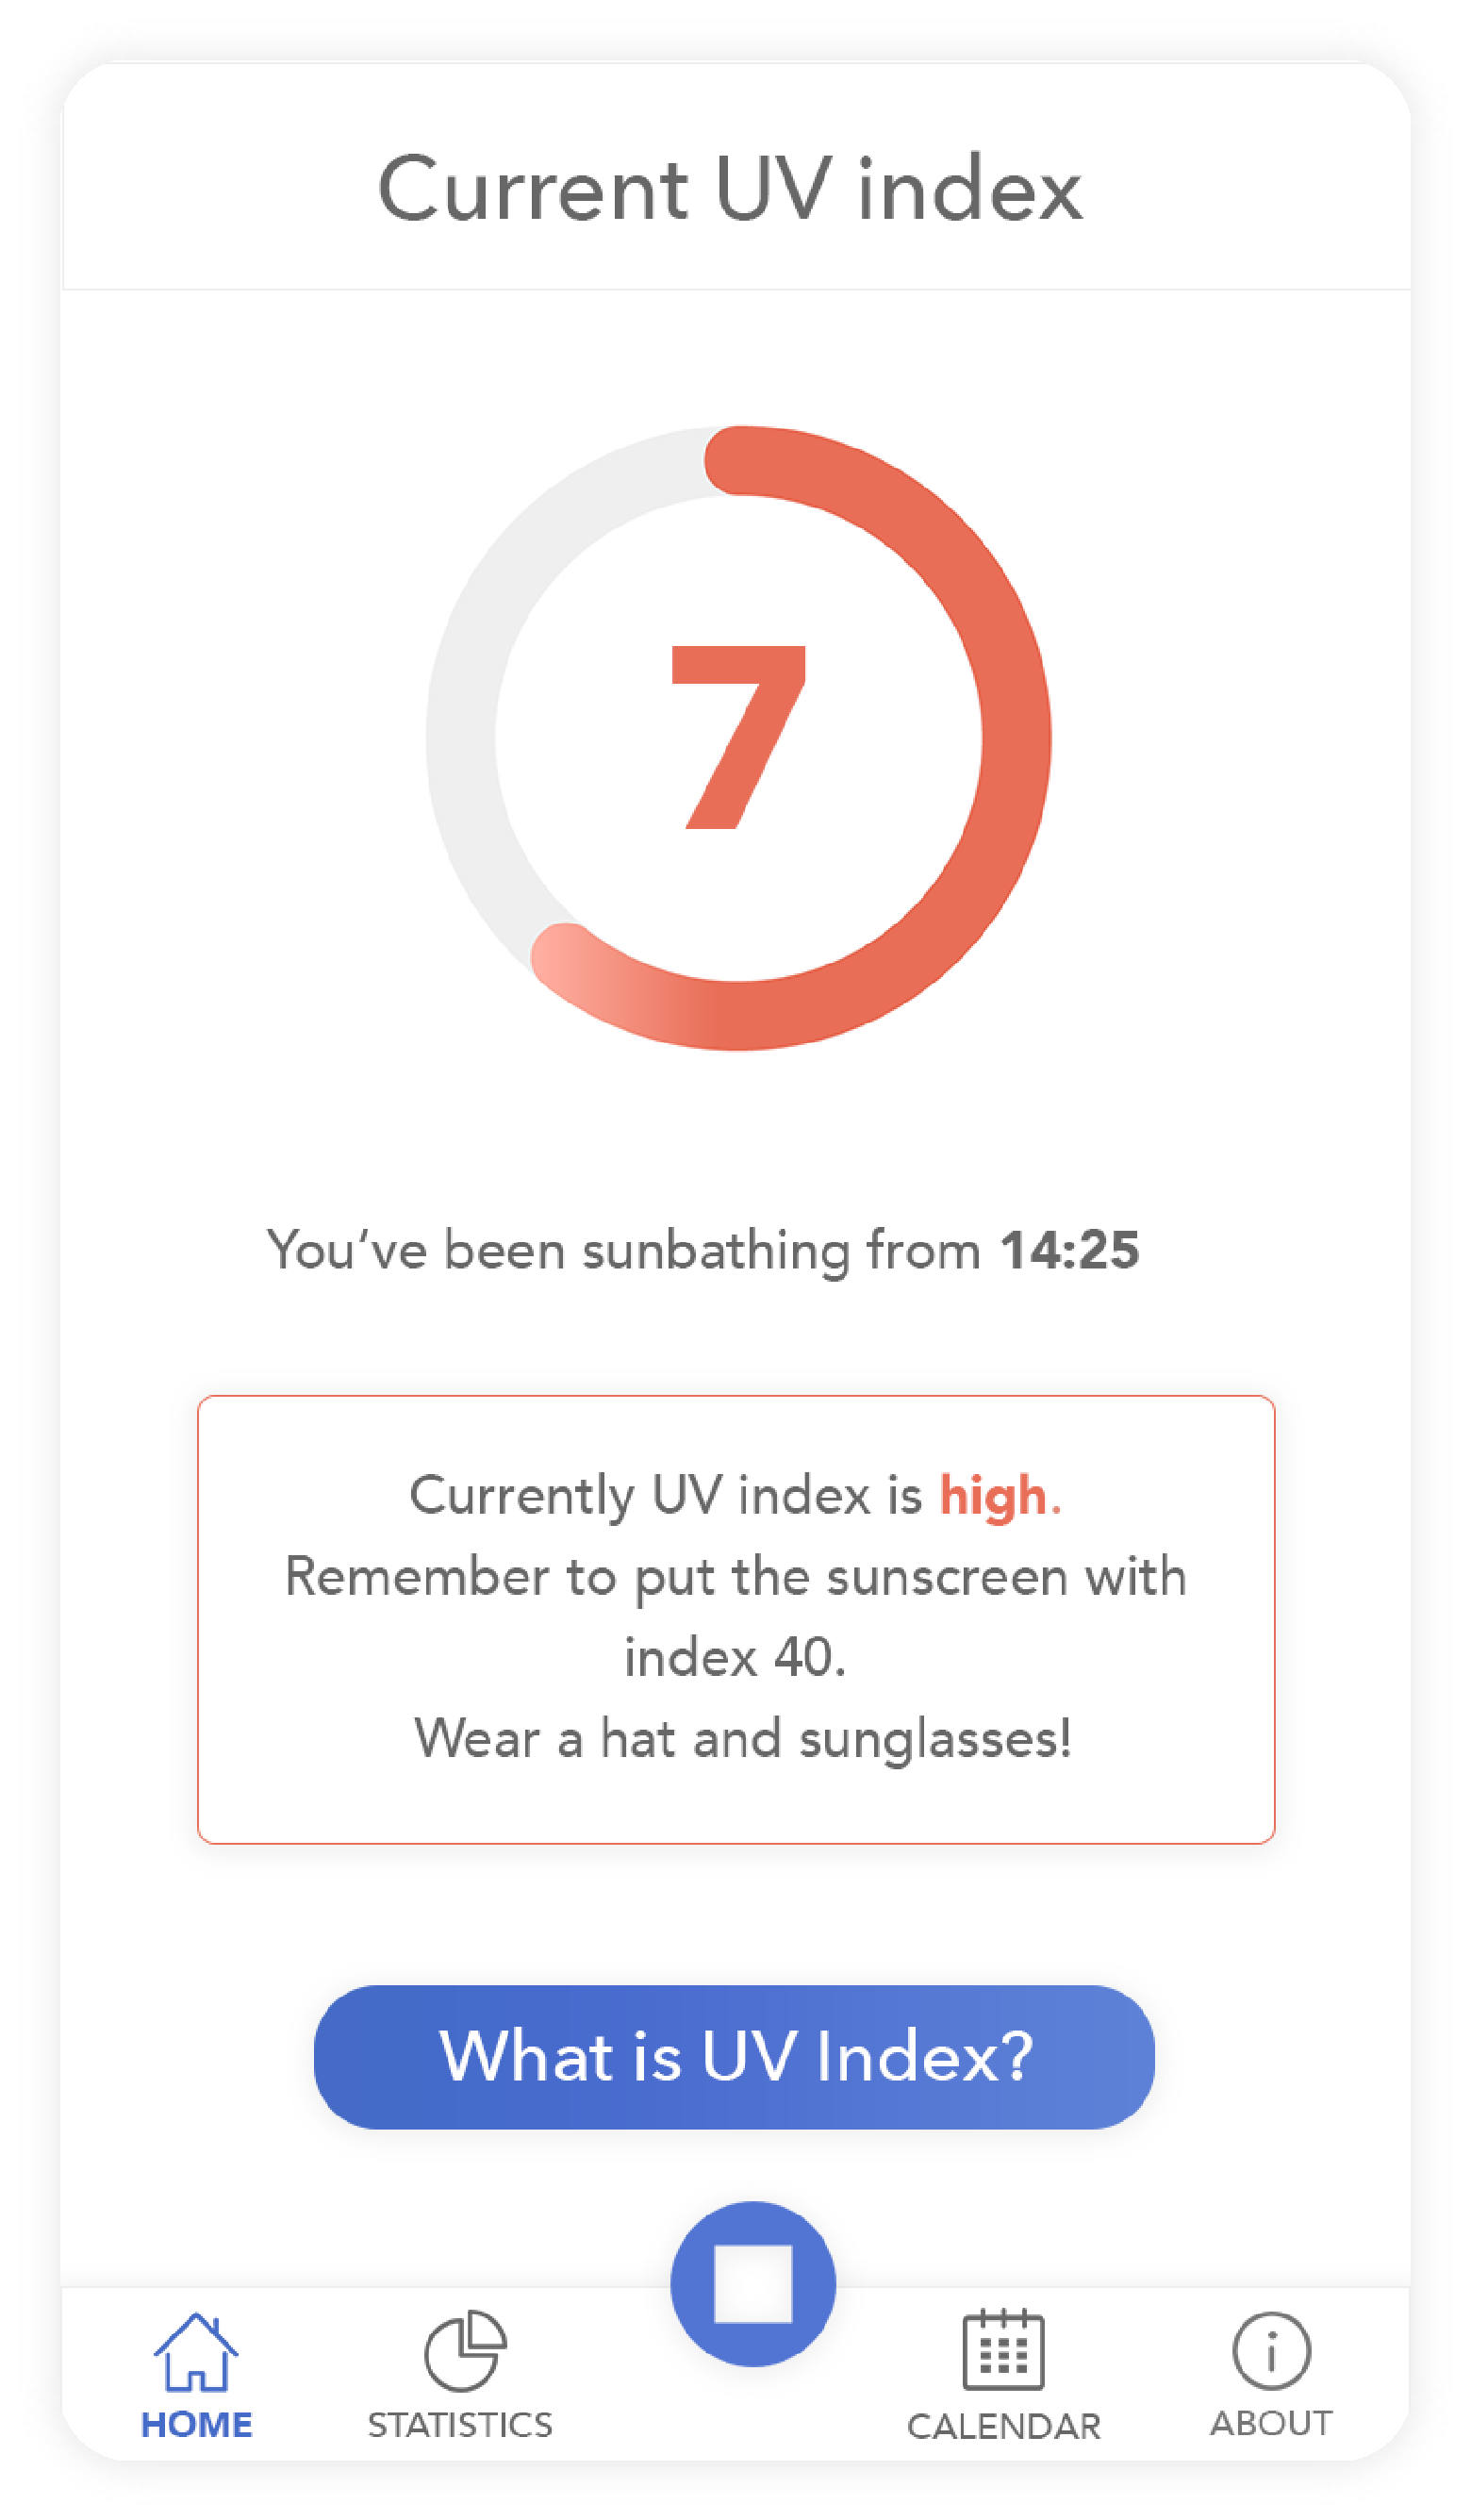 Current UV index
7
You've been sunbathing from 14:25
Currently UV index is high.
Remember to put the sunscreen with
index 40.
Wear a hat and sunglasses!
What is UV Index?
HOME
STATISTICS
CALENDAR
ABOUT